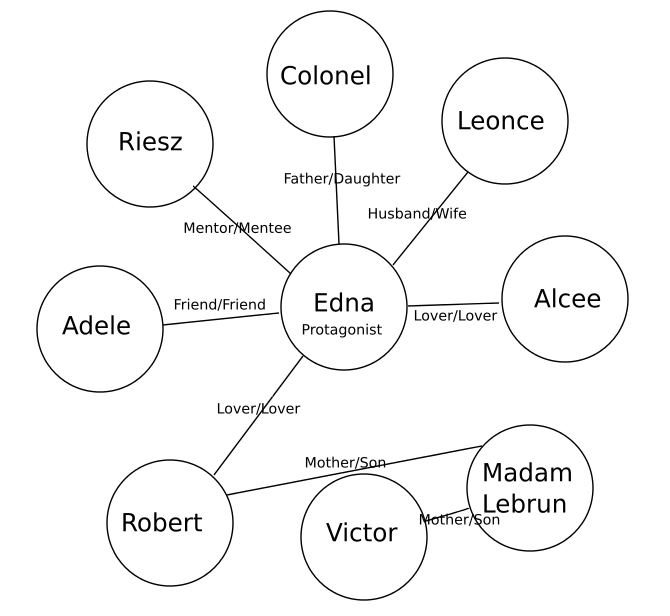 Colonel
Leonce
Riesz
Father/Daughter
Husband/Wife
Mentor/Mentee
Edna
Protagonist
Alcee
Friend/Friend
Lover/Lover
Adele
Lover/Lover
Mother/Son
Madam
Lebrun
Mother/Son
Robert
Victor